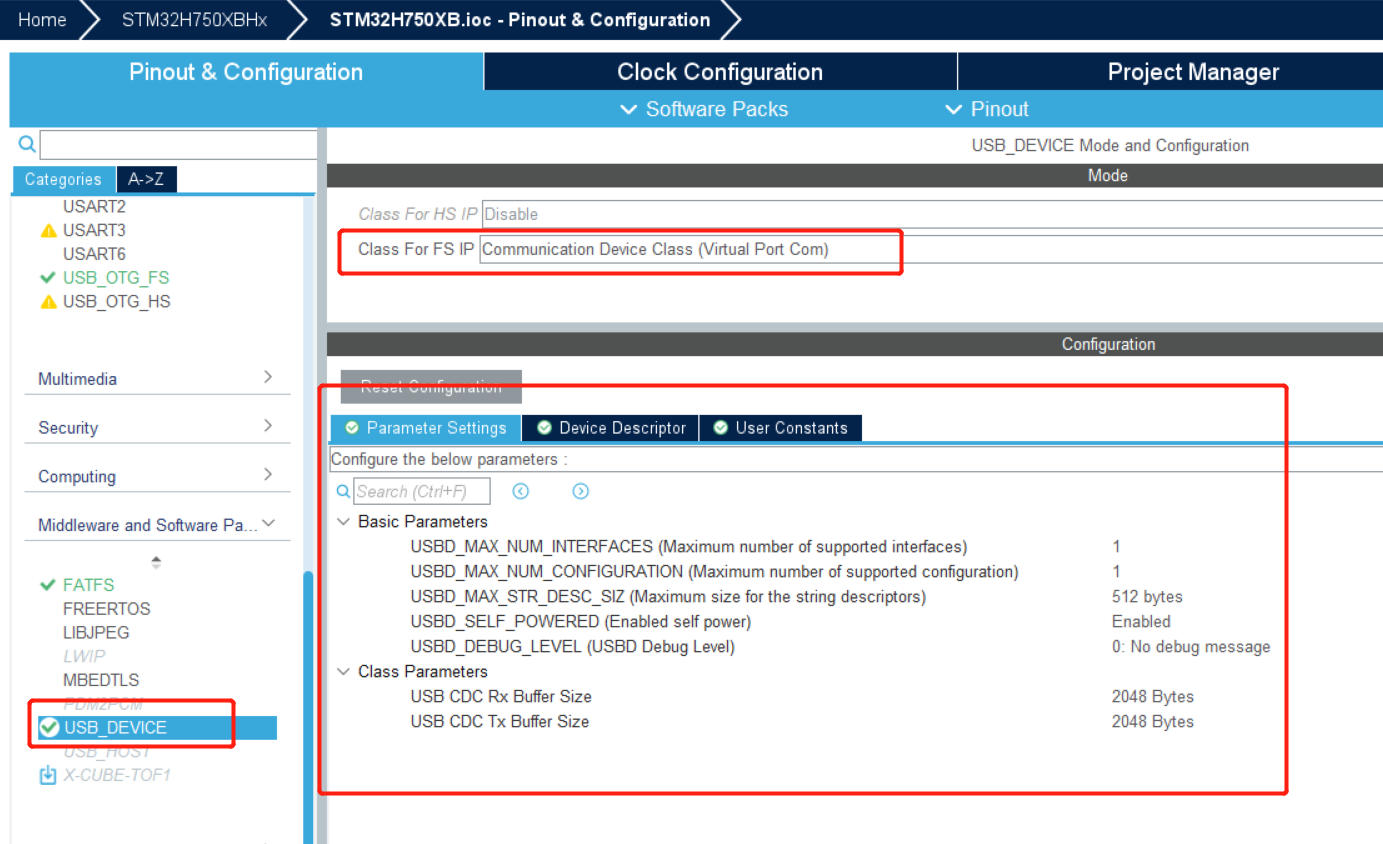 Home STM32H750XBHx STM32H750XB.ioc - Pinout & Configuration
Pinout & Configuration Clock Configuration Project Manager
Software Packs Pinout
USB_DEVICE Mode and Configuration
Categories A->Z
Mode
USART2
USART3
USART6
USB_OTG_FS
USB_OTG_HS
Class For HS IP Disable
Class For FS IP Communication Device Class (Virtual Port Com)
Configuration
Multimedia
Security
Computing
Middleware and Software Pa...
Reset Configuration
Parameter Settings Device Descriptor User Constants
Configure the below parameters :
Search (Ctrl+F)
Basic Parameters
USBD_MAX_NUM_INTERFACES (Maximum number of supported interfaces) 1
USBD_MAX_NUM_CONFIGURATION (Maximum number of supported configuration) 1
USBD_MAX_STR_DESC_SIZ (Maximum size for the string descriptors) 512 bytes
USBD_SELF_POWERED (Enabled self power) Enabled
USBD_DEBUG_LEVEL (USBD Debug Level) 0: No debug message
Class Parameters
USB CDC Rx Buffer Size 2048 Bytes
USB CDC Tx Buffer Size 2048 Bytes
FATFS
FREERTOS
LIBJPEG
LWIP
MBEDTLS
PDM2PCM
USB_DEVICE
USB_HOST
X-CUBE-TOF1